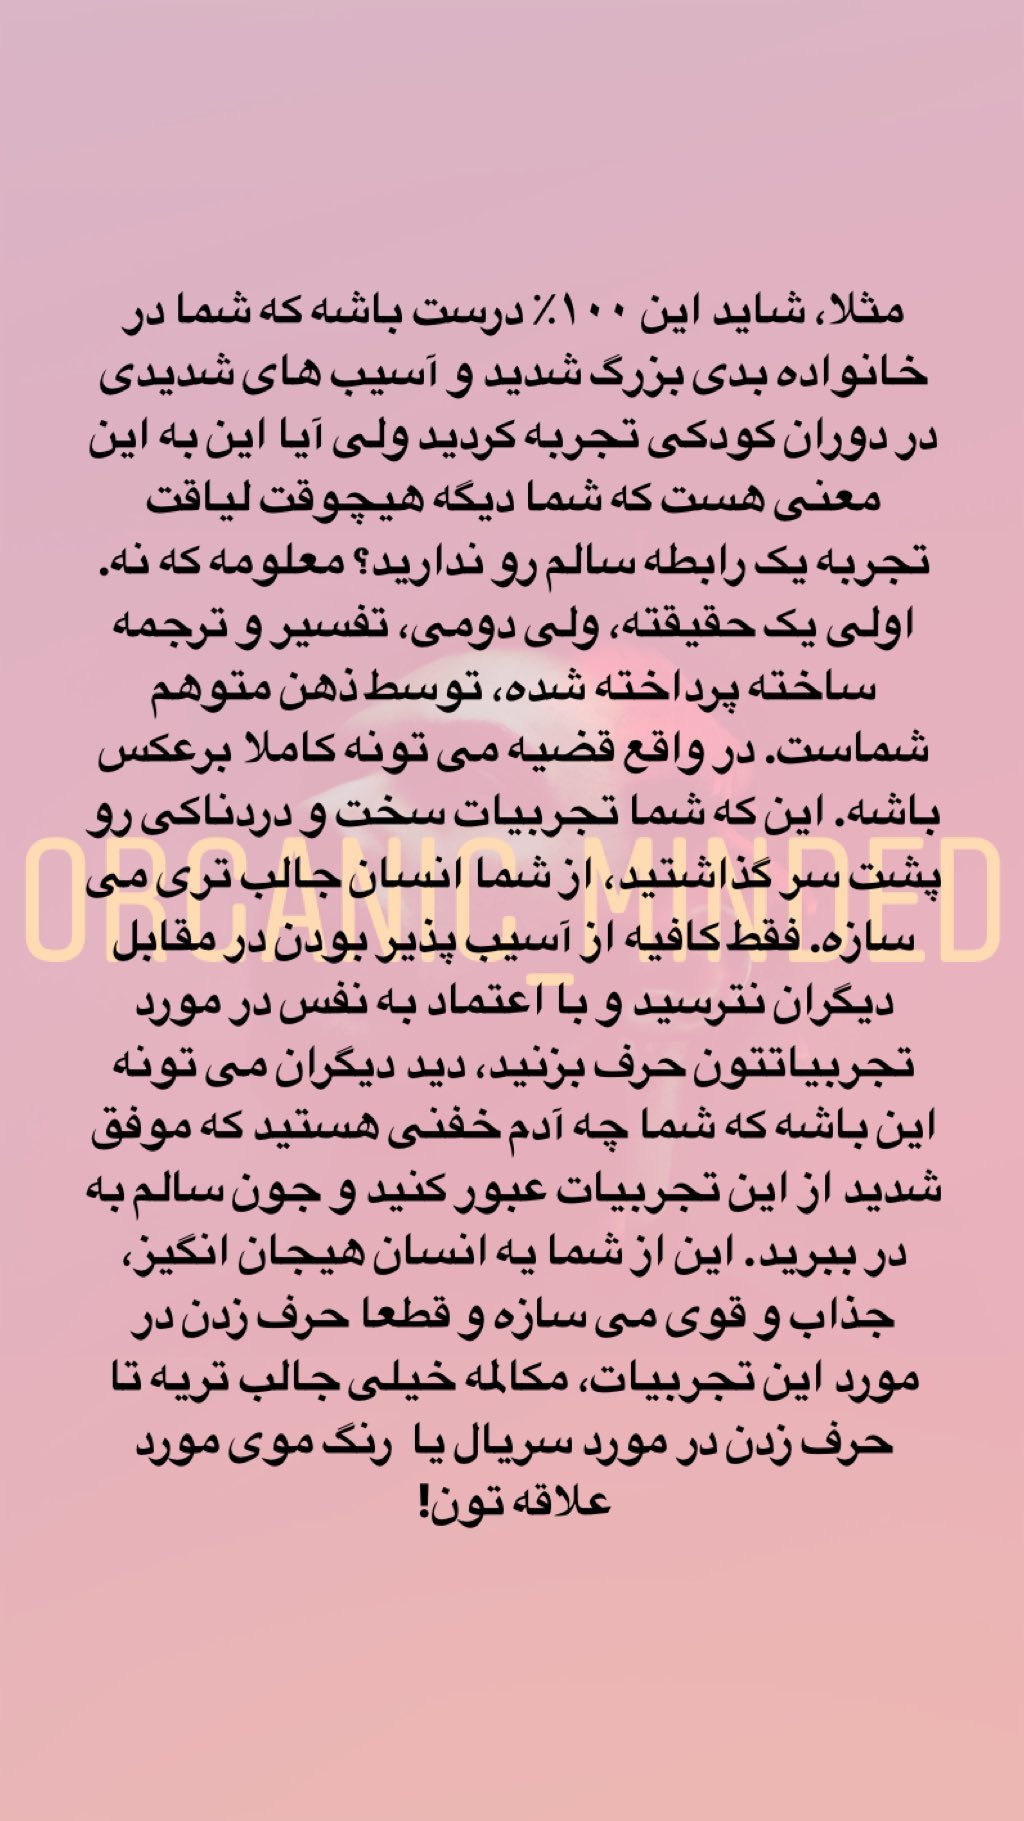 مثلا، شاید این ۱۰۰٪ درست باشه که شما در
خانواده بدی بزرگ شدید و آسیب های شدیدی
در دوران کودکی تجربه کردید ولی آیا این به این
معنی هست که شما دیگه هیچوقت لیاقت
تجربه یک رابطه سالم رو ندارید؟ معلومه که نه.
اولی یک حقیقته، ولی دومی، تفسیر و ترجمه
ساخته پرداخته شده، توسط ذهن متوهم
شماست. در واقع قضیه می تونه کاملا برعکس
باشه. این که شما تجربیات سخت و دردناکی رو
پشت سر گذاشتید، از شما انسان جالب تری می
سازه. فقط کافیه از آسیب پذیر بودن در مقابل
دیگران نترسید و با اعتماد به نفس در مورد
تجربیاتتون حرف بزنید، دید دیگران می تونه
این باشه که شما چه آدم خفنی هستید که موفق
شدید از این تجربیات عبور کنید و جون سالم به
در ببرید. این از شما یه انسان هیجان انگیز،
جذاب و قوی می سازه و قطعا حرف زدن در
مورد این تجربیات، مکالمه خیلی جالب تریه تا
حرف زدن در مورد سریال یا رنگ موی مورد
علاقه تون!
ORGANIC_MINDED